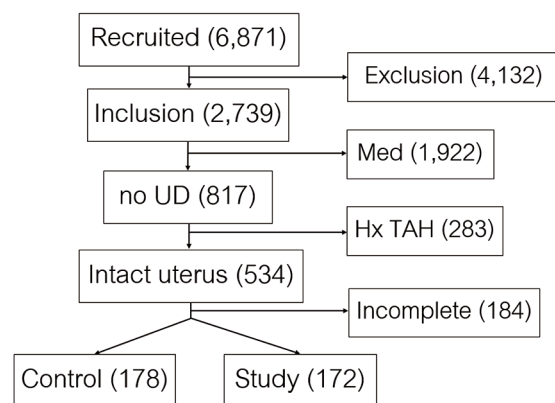 Recruited (6,871)
Exclusion (4,132)
Inclusion (2,739)
Med (1,922)
no UD (817)
Hx TAH (283)
Intact uterus (534)
Incomplete (184)
Control (178)
Study (172)